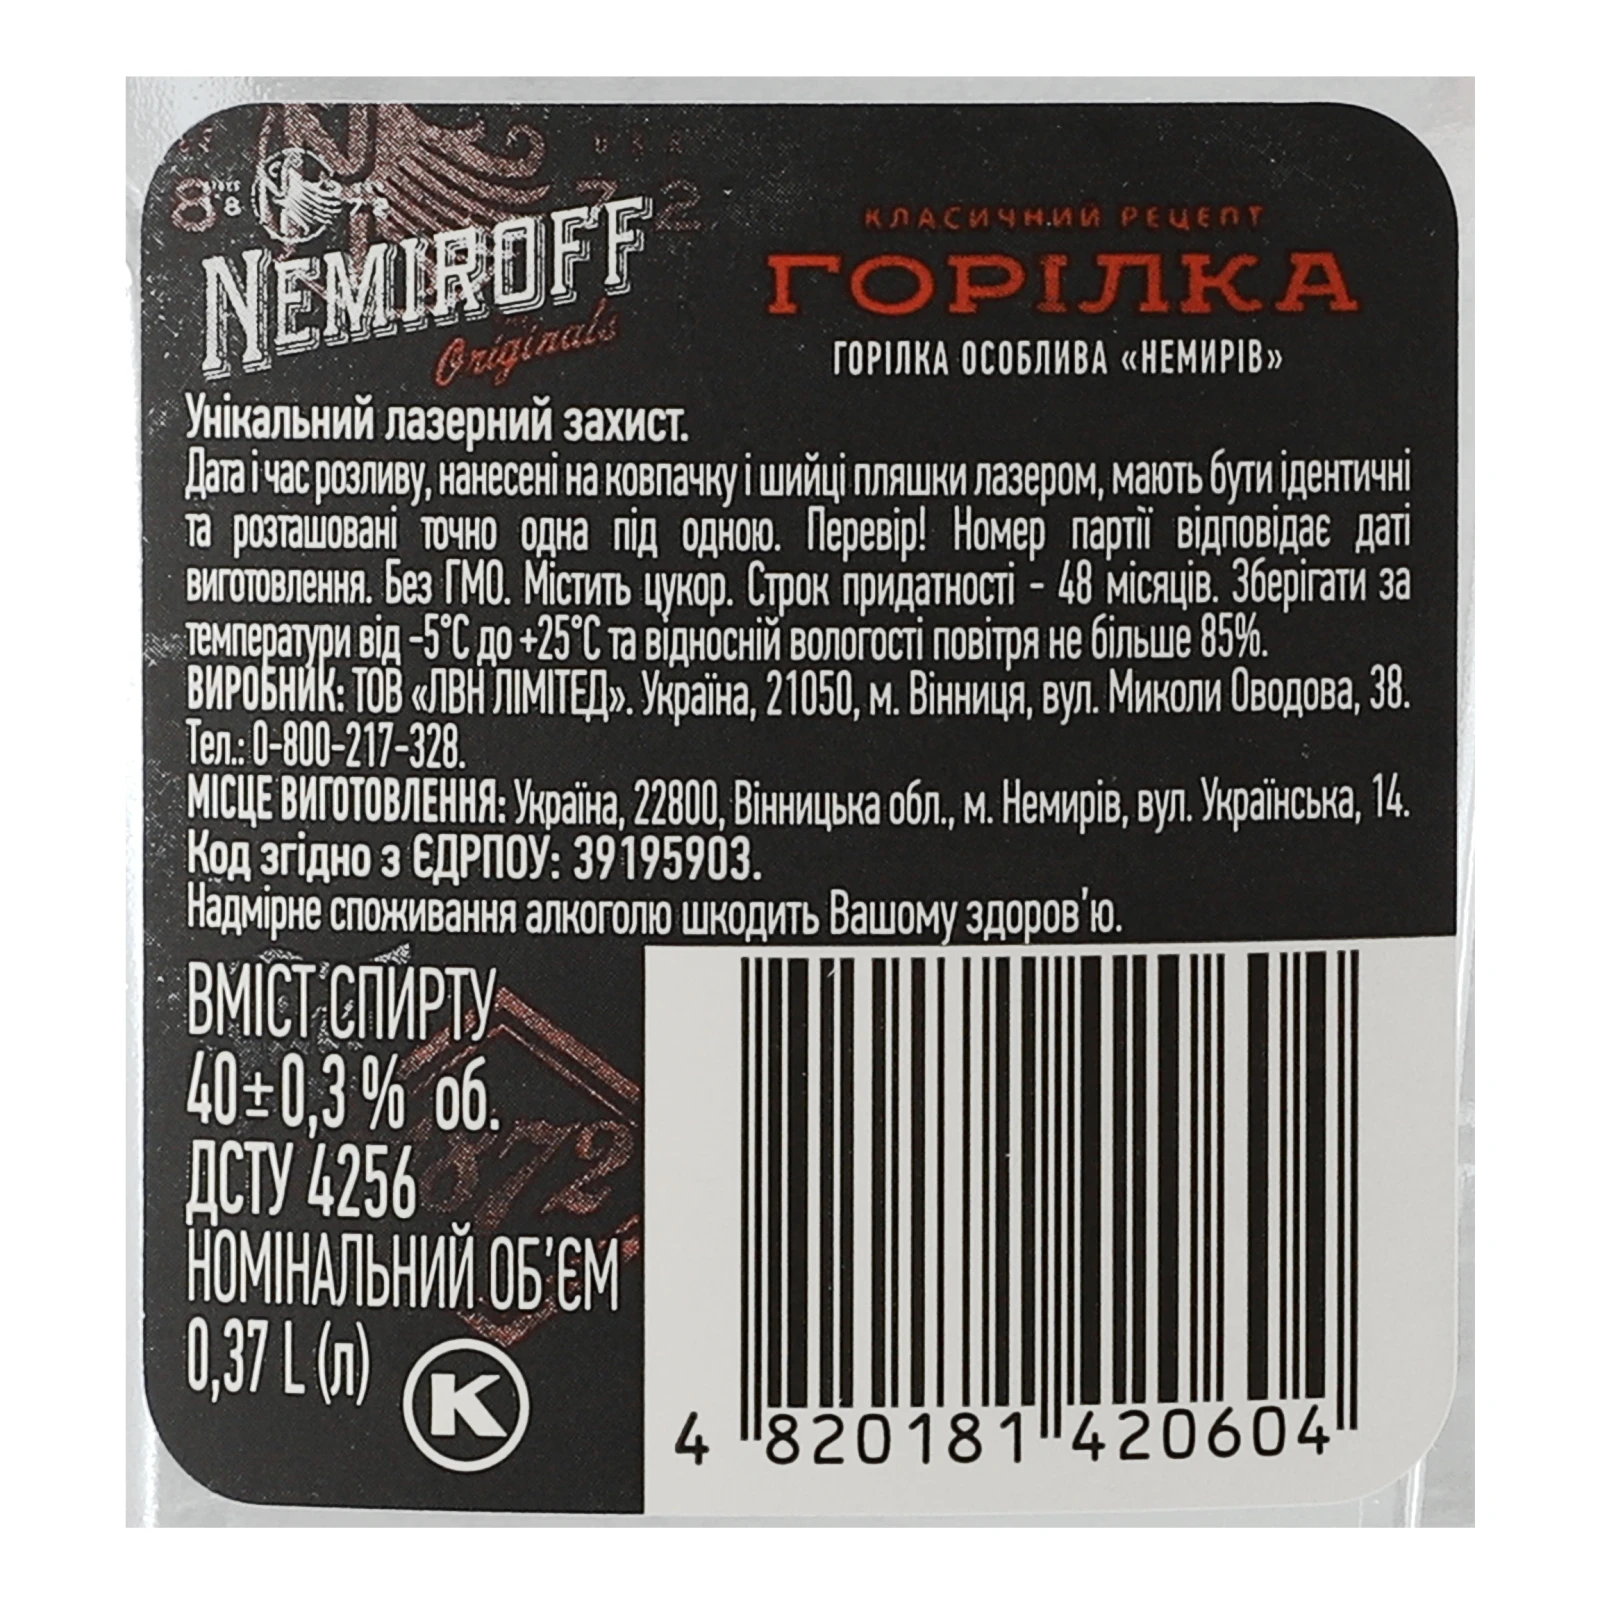 8 72
NEMIROFF
Originals
КЛАСИЧНИЙ РЕЦЕПТ
ГОРІЛКА
ГОРІЛКА ОСОБЛИВА «НЕМИРІВ»
Унікальний лазерний захист.
Дата і час розливу, нанесені на ковпачку і шийці пляшки лазером, мають бути ідентичні
та розташовані точно одна під одною. Перевір! Номер партії відповідає даті
виготовлення. Без ГМО. Містить цукор. Строк придатності - 48 місяців. Зберігати за
температури від -5°С до +25°С та відносній вологості повітря не більше 85%.
ВИРОБНИК: ТОВ «ЛВН ЛІМІТЕД». Україна, 21050, м. Вінниця, вул. Миколи Оводова, 38.
Тел.: 0-800-217-328.
МІСЦЕ ВИГОТОВЛЕННЯ: Україна, 22800, Вінницька обл., м. Немирів, вул. Українська, 14.
Код згідно з ЄДРПОУ: 39195903.
Надмірне споживання алкоголю шкодить Вашому здоров'ю.
ВМІСТ СПИРТУ
40±0,3 % об.
ДСТУ 4256
НОМІНАЛЬНИЙ ОБ'ЄМ
0,37 L (л)
K
4 820181 420604